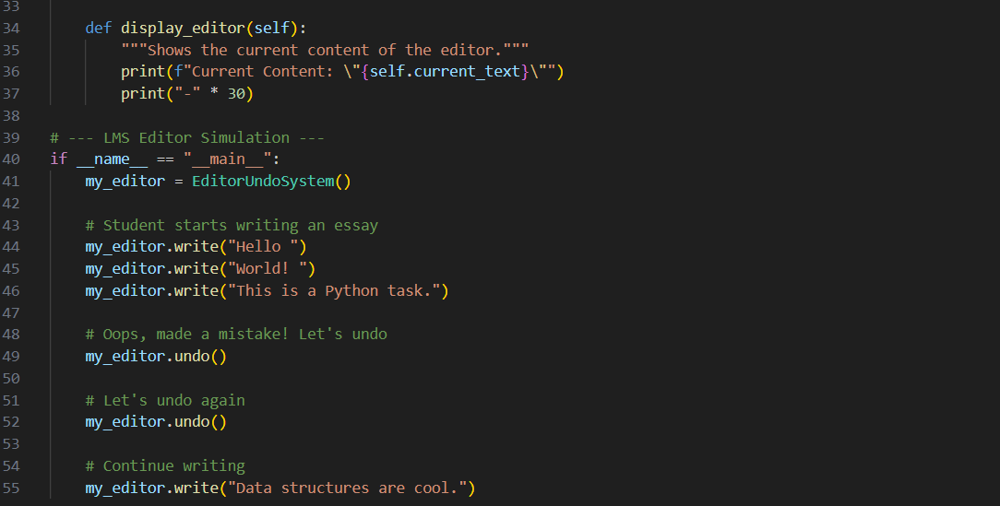 33
34 def display_editor(self):
35 """Shows the current content of the editor."""
36 print(f"Current Content: \"{self.current_text}\"")
37 print("-" * 30)
38
39 # --- LMS Editor Simulation ---
40 if __name__ == "__main__":
41 my_editor = EditorUndoSystem()
42
43 # Student starts writing an essay
44 my_editor.write("Hello ")
45 my_editor.write("World! ")
46 my_editor.write("This is a Python task.")
47
48 # Oops, made a mistake! Let's undo
49 my_editor.undo()
50
51 # Let's undo again
52 my_editor.undo()
53
54 # Continue writing
55 my_editor.write("Data structures are cool.")